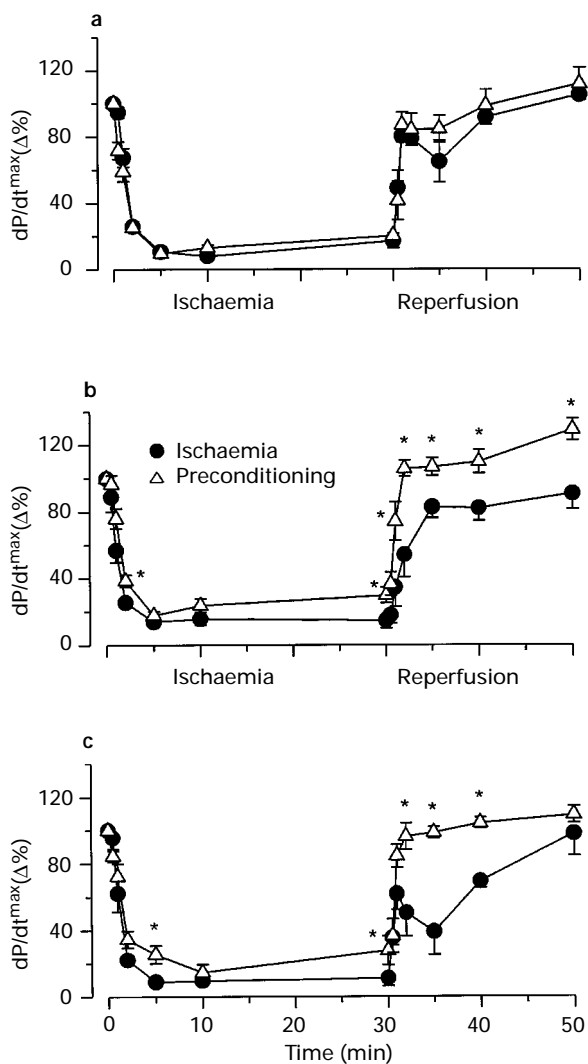 a
120
80
40
0
dP/dt^max(Δ%)
Ischaemia Reperfusion
b
* * * *
120
Ischaemia
Preconditioning
80
*
40
* *
0
dP/dt^max(Δ%)
Ischaemia Reperfusion
c
* * *
120
80
40
* *
0
dP/dt^max(Δ%)
0 10 20 30 40 50
Time (min)